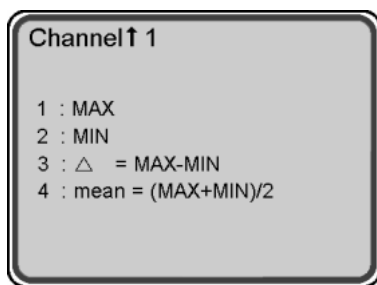 Channel⬆ 1
1 : MAX
2 : MIN
3 : △ = MAX-MIN
4 : mean = (MAX+MIN)/2